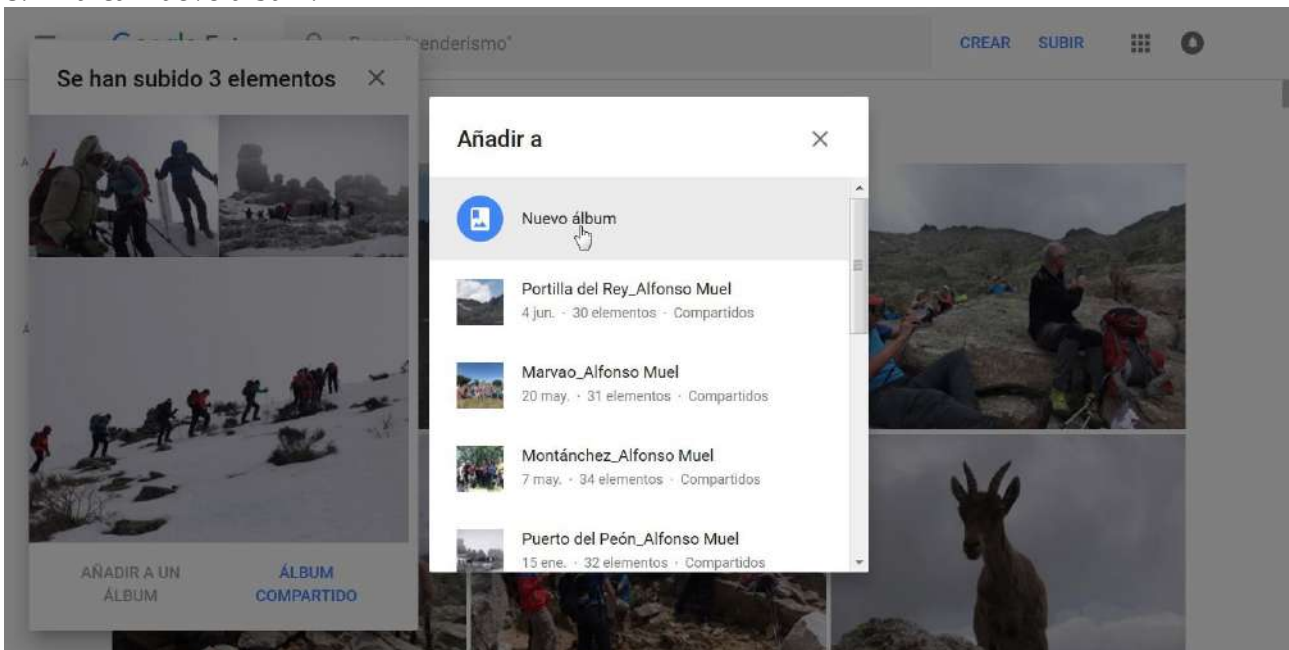 Google F
enderismo"
CREAR SUBIR
Se han subido 3 elementos
Añadir a
Nuevo álbum
Portilla del Rey_Alfonso Muel
4 jun. · 30 elementos · Compartidos
Marvao_Alfonso Muel
20 may. · 31 elementos · Compartidos
Montánchez_Alfonso Muel
7 may. · 34 elementos · Compartidos
Puerto del Peón_Alfonso Muel
15 ene. · 32 elementos · Compartidos
AÑADIR A UN
ÁLBUM
ÁLBUM
COMPARTIDO